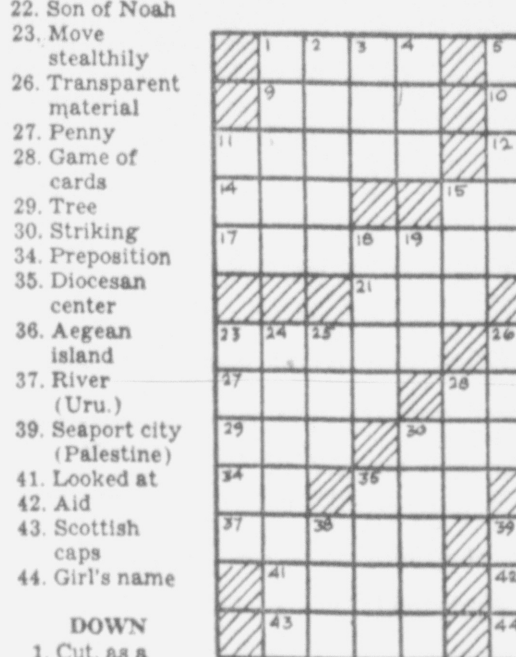 22. Son of Noah
23. Move
stealthily
26. Transparent
material
27. Penny
28. Game of
cards
29. Tree
30. Striking
34. Preposition
35. Diocesan
center
36. Aegean
island
37. River
(Uru.)
39. Seaport city
(Palestine)
41. Looked at
42. Aid
43. Scottish
caps
44. Girl's name
DOWN
1. Cut, as a
1 2 3 4 5
9 10
11 12
14 15
17 18 19
21
23 24 25 26
27 28
29 30
34 35
37 38 39
41 42
43 44